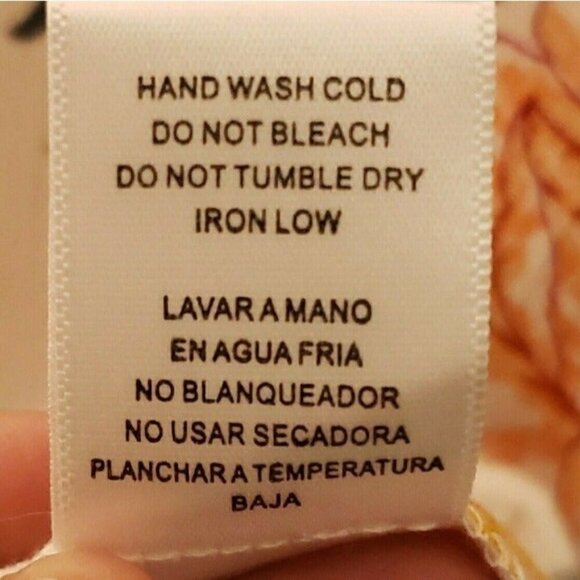 HAND WASH COLD
DO NOT BLEACH
DO NOT TUMBLE DRY
IRON LOW
LAVAR A MANO
EN AGUA FRIA
NO BLANQUEADOR
NO USAR SECADORA
PLANCHAR A TEMPERATURA
BAJA